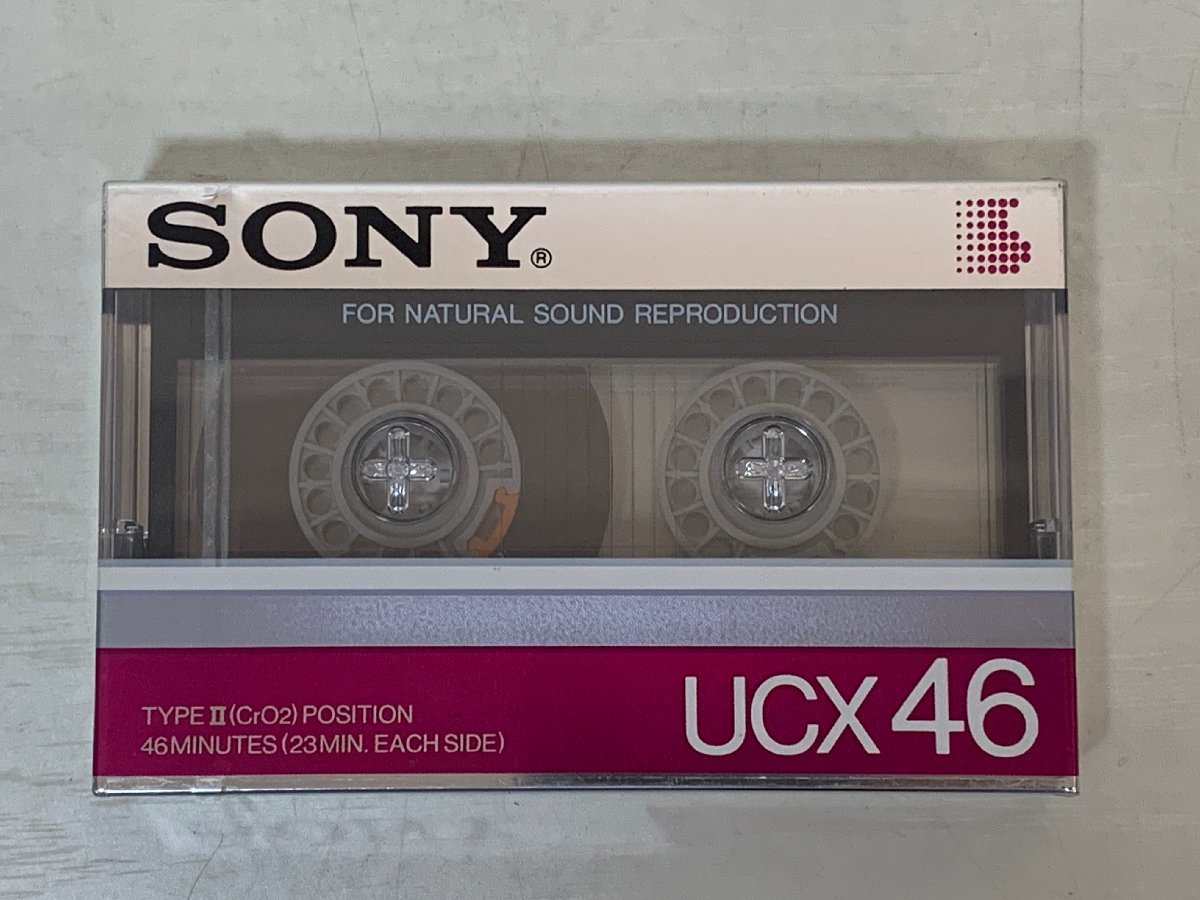 SONY®
FOR NATURAL SOUND REPRODUCTION
TYPE II (CrO2) POSITION
46 MINUTES (23 MIN. EACH SIDE)
UCX 46